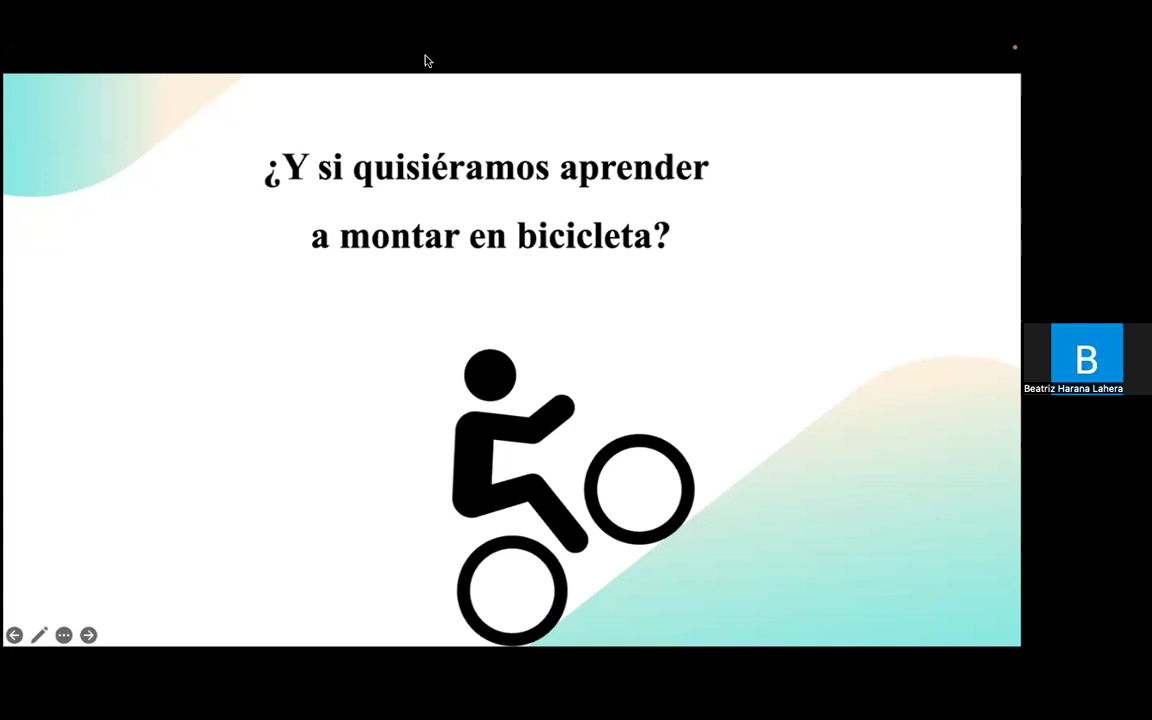 ¿Y si quisiéramos aprender
a montar en bicicleta?
B
Beatriz Harana Lahera